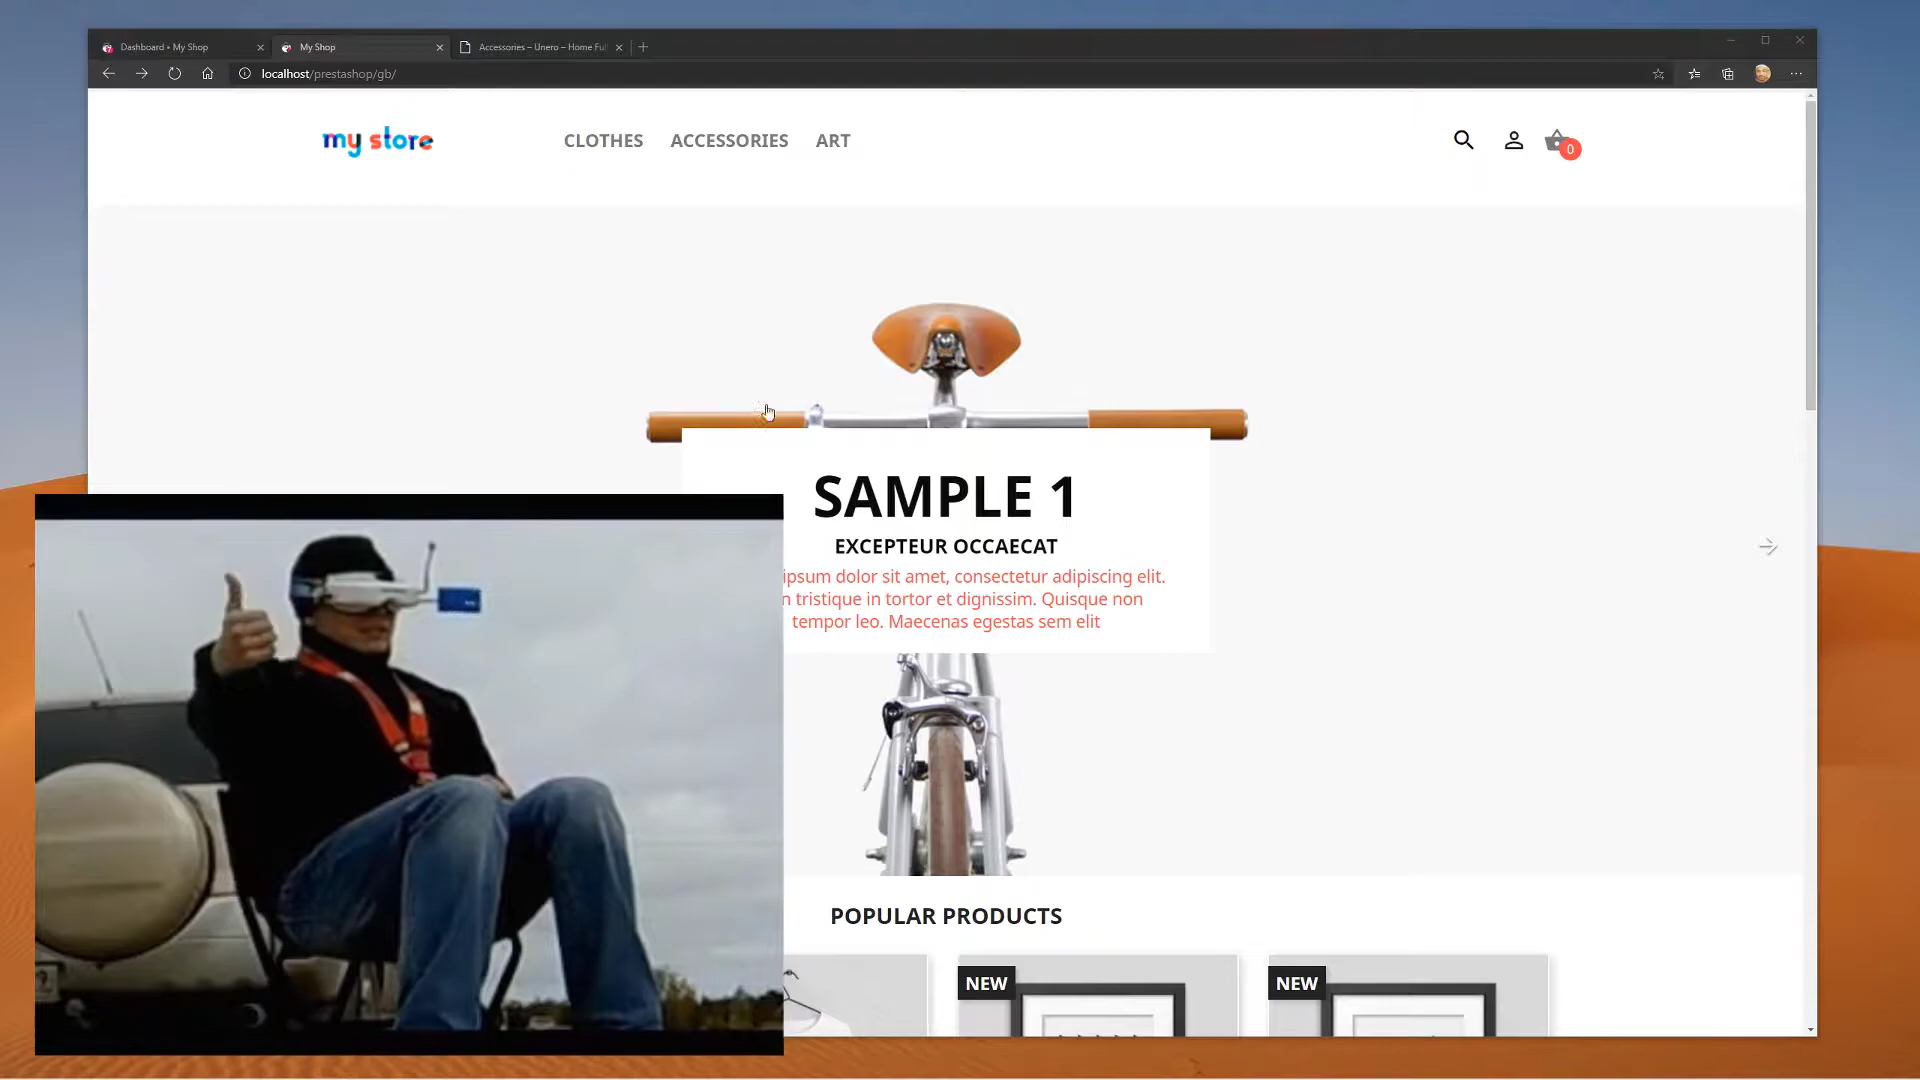 Dashboard • My Shop
My Shop
Accessories – Unero – Home Ful
localhost/prestashop/gb/
my store
CLOTHES
ACCESSORIES
ART
0
SAMPLE 1
EXCEPTEUR OCCAECAT
ipsum dolor sit amet, consectetur adipiscing elit.
n tristique in tortor et dignissim. Quisque non
tempor leo. Maecenas egestas sem elit
POPULAR PRODUCTS
NEW
NEW